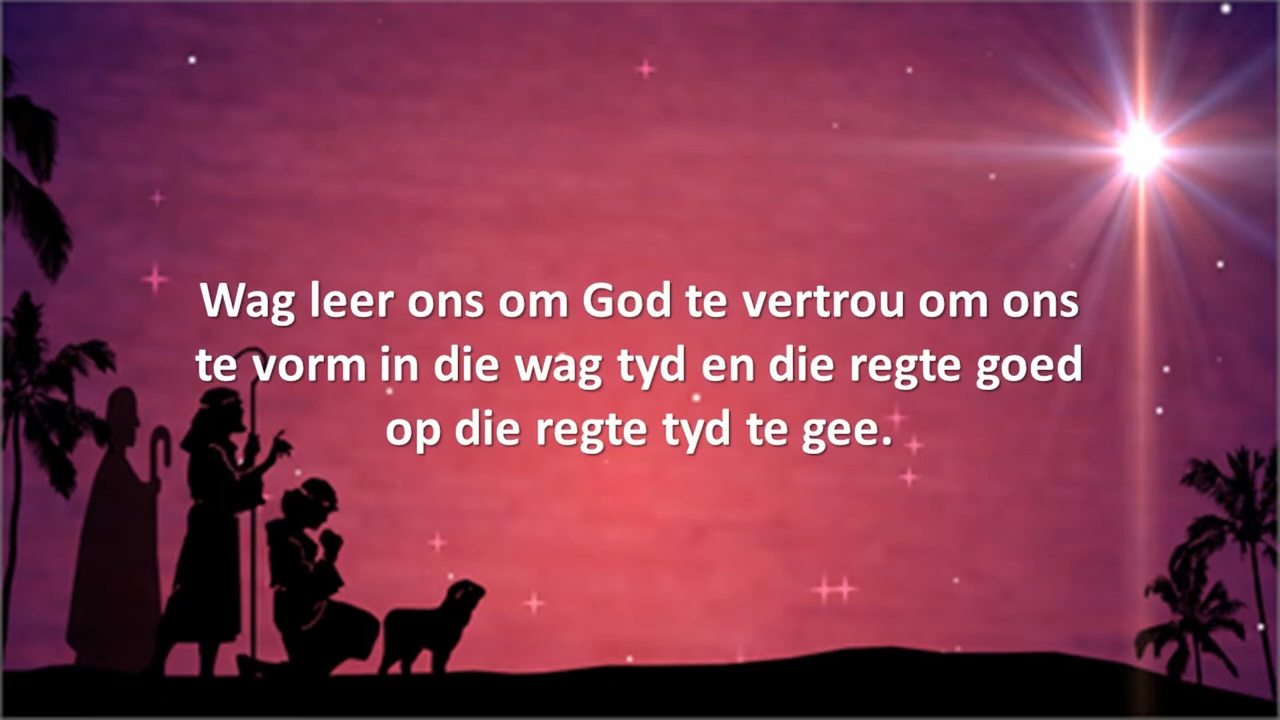 Wag leer ons om God te vertrou om ons
te vorm in die wag tyd en die regte goed
op die regte tyd te gee.